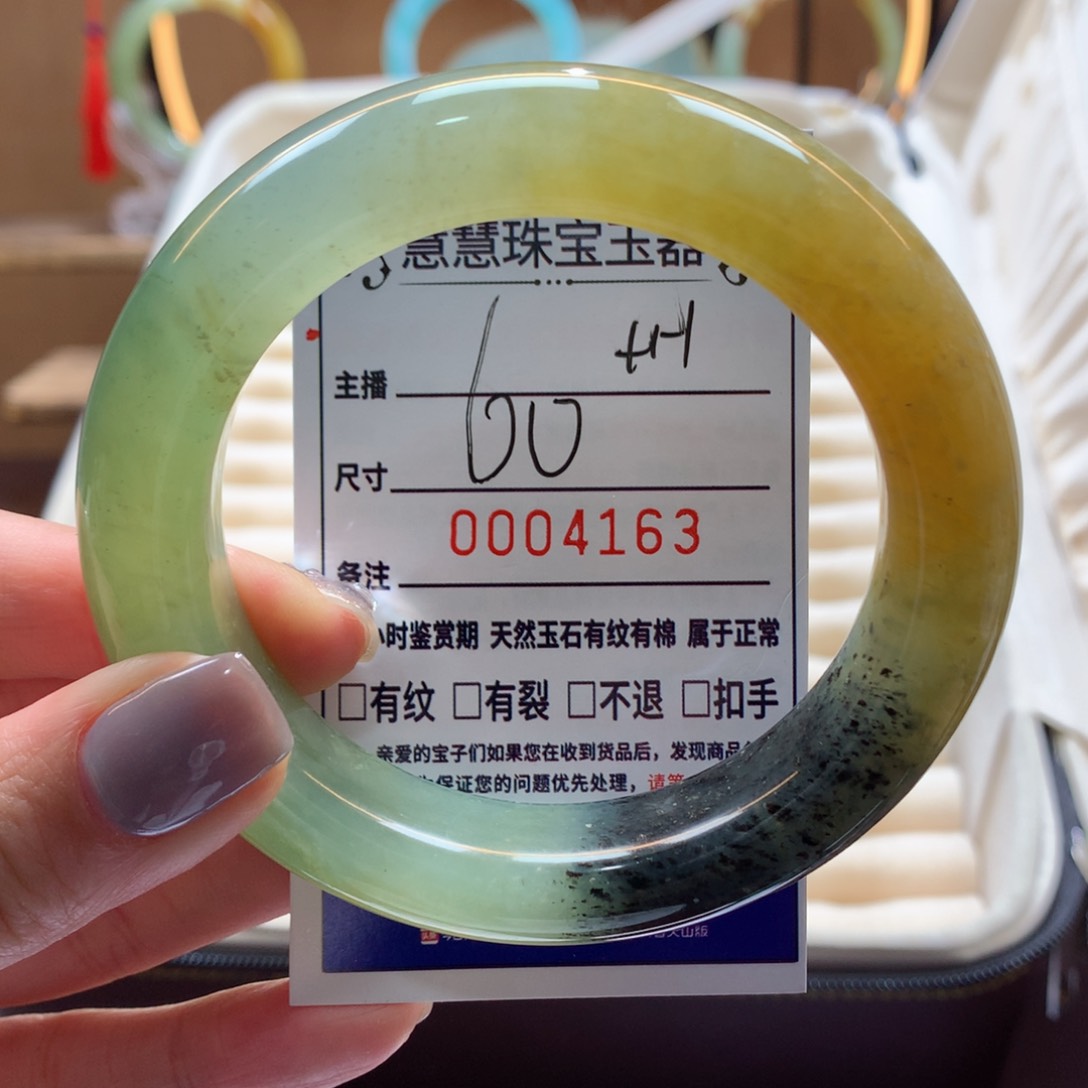 慧慧珠宝玉器
主播
尺寸 60
0004163
备注
小时鉴赏期 天然玉石有纹有棉 属于正常
□有纹 □有裂 □不退 □扣手
亲爱的宝子们如果您在收到货品后，发现商品
保证您的问题优先处理，请第